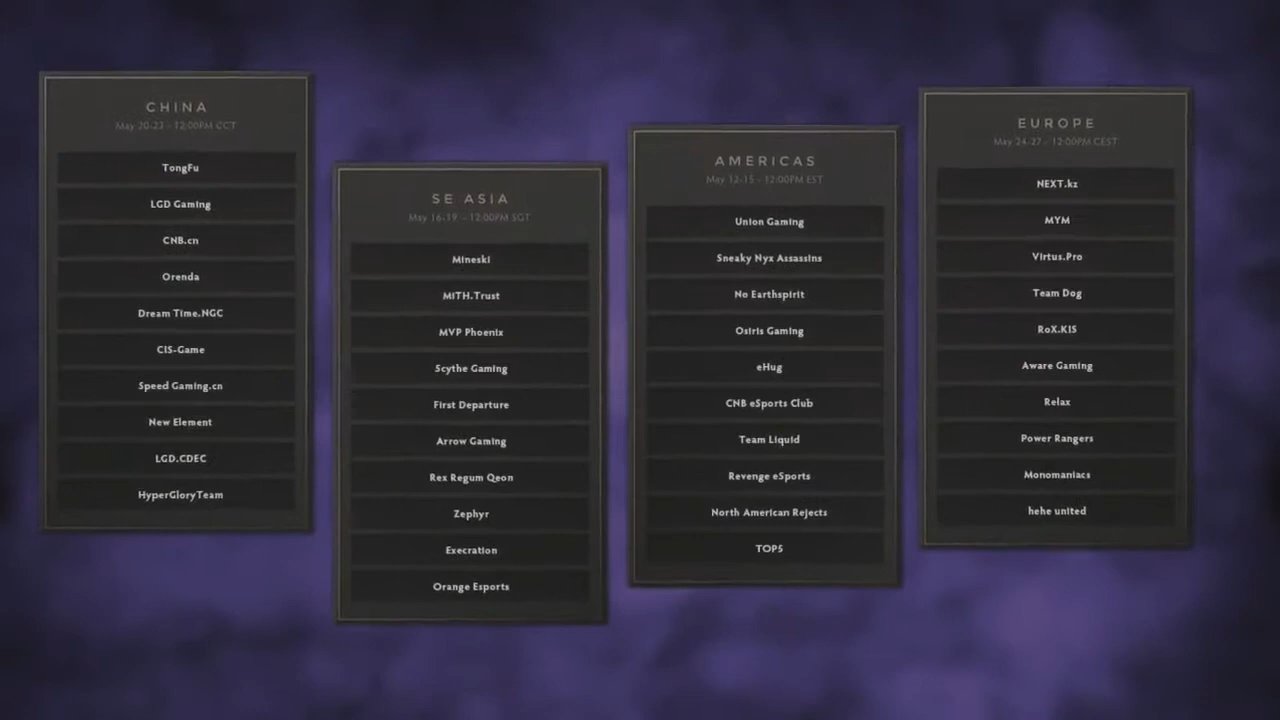 CHINA
May 20-23 - 12:00PM CCT
TongFu
LGD Gaming
CNB.cn
Orenda
Dream Time.NGC
CIS-Game
Speed Gaming.cn
New Element
LGD.CDEC
HyperGloryTeam
SE ASIA
May 16-19 - 12:00PM SGT
Mineski
MiTH.Trust
MVP Phoenix
Scythe Gaming
First Departure
Arrow Gaming
Rex Regum Qeon
Zephyr
Execration
Orange Esports
AMERICAS
May 12-15 - 12:00PM EST
Union Gaming
Sneaky Nyx Assassins
No Earthspirit
Osiris Gaming
eHug
CNB eSports Club
Team Liquid
Revenge eSports
North American Rejects
TOP5
EUROPE
May 24-27 - 12:00PM CEST
NEXT.kz
MYM
Virtus.Pro
Team Dog
RoX.KIS
Aware Gaming
Relax
Power Rangers
Monomaniacs
hehe united